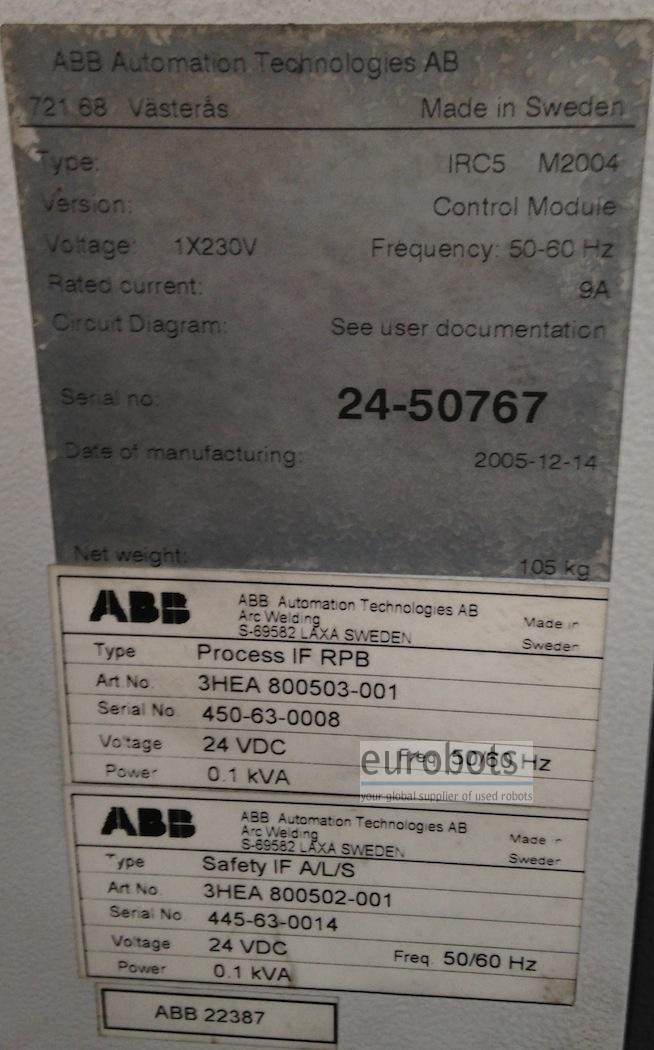 ABB Automation Technologies AB
721 68 Västerås Made in Sweden
Type: IRC5 M2004
Version: Control Module
Voltage: 1X230V Frequency: 50-60 Hz
Rated current: 9A
Circuit Diagram: See user documentation
Serial no: 24-50767
Date of manufacturing: 2005-12-14
Net weight: 105 kg
ABB ABB Automation Technologies AB
Arc Welding Made in
S-69582 LAXA SWEDEN Sweden
Type Process IF RPB
Art.No. 3HEA 800503-001
Serial No 450-63-0008
Voltage 24 VDC Freq 50/60 Hz
Power 0.1 kVA
eurobots
your global supplier of used robots
ABB ABB Automation Technologies AB
Arc Welding Made in
S-69582 LAXA SWEDEN Sweden
Type Safety IF A/L/S
Art No. 3HEA 800502-001
Serial No 445-63-0014
Voltage 24 VDC Freq 50/60 Hz
Power 0.1 kVA
ABB 22387